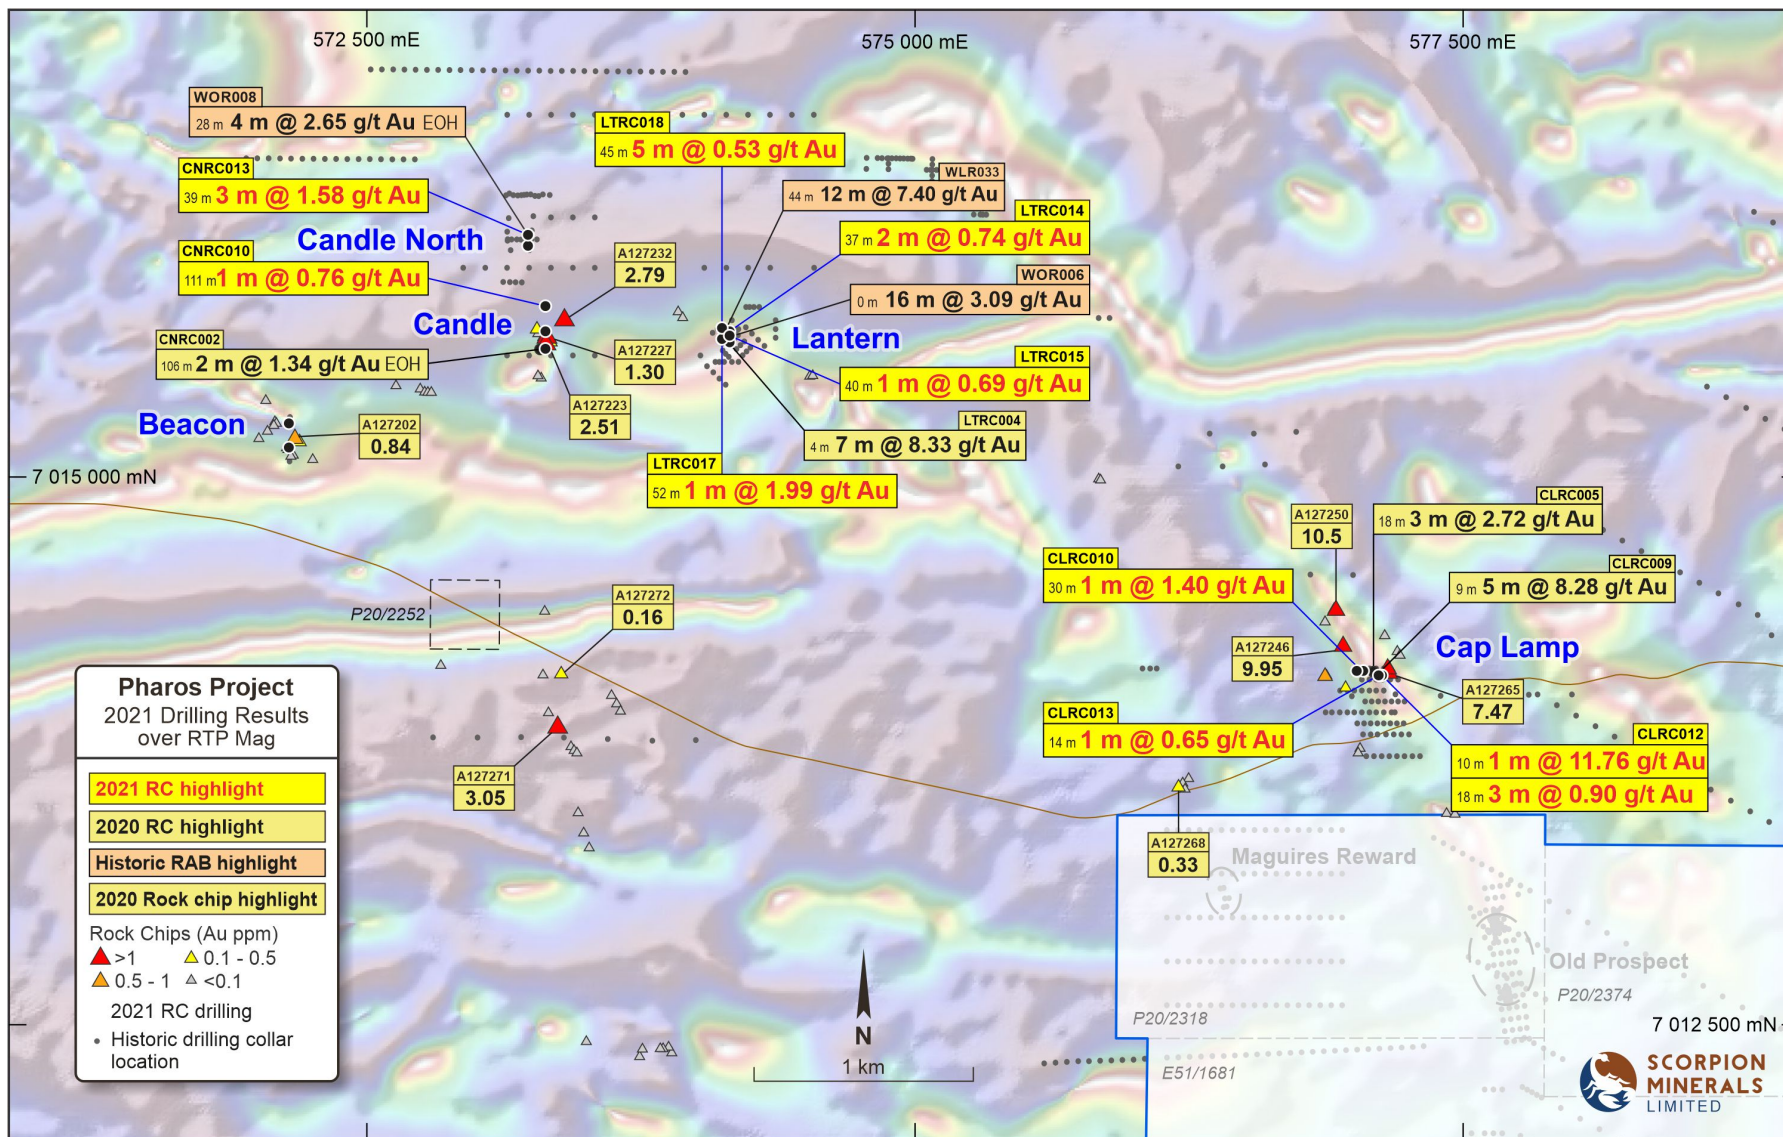 572 500 mE
575 000 mE
577 500 mE
WOR008
28 m 4 m @ 2.65 g/t Au EOH
LTRC018
45 m 5 m @ 0.53 g/t Au
CNRC013
39 m 3 m @ 1.58 g/t Au
WLR033
44 m 12 m @ 7.40 g/t Au
LTRC014
37 m 2 m @ 0.74 g/t Au
Candle North
CNRC010
111 m 1 m @ 0.76 g/t Au
A127232
2.79
WOR006
0 m 16 m @ 3.09 g/t Au
Candle
Lantern
CNRC002
106 m 2 m @ 1.34 g/t Au EOH
A127227
1.30
LTRC015
40 m 1 m @ 0.69 g/t Au
A127223
2.51
LTRC004
4 m 7 m @ 8.33 g/t Au
Beacon
A127202
0.84
LTRC017
52 m 1 m @ 1.99 g/t Au
7 015 000 mN
CLRC005
18 m 3 m @ 2.72 g/t Au
A127250
10.5
CLRC010
30 m 1 m @ 1.40 g/t Au
CLRC009
9 m 5 m @ 8.28 g/t Au
P20/2252
A127272
0.16
A127246
9.95
Cap Lamp
A127265
7.47
CLRC013
14 m 1 m @ 0.65 g/t Au
CLRC012
10 m 1 m @ 11.76 g/t Au
18 m 3 m @ 0.90 g/t Au
A127271
3.05
A127268
0.33
Maguires Reward
Old Prospect
P20/2374
P20/2318
7 012 500 mN
E51/1681
Pharos Project
2021 Drilling Results
over RTP Mag
2021 RC highlight
2020 RC highlight
Historic RAB highlight
2020 Rock chip highlight
Rock Chips (Au ppm)
>1
0.1 - 0.5
0.5 - 1
<0.1
2021 RC drilling
Historic drilling collar
location
N
1 km
SCORPION
MINERALS
LIMITED